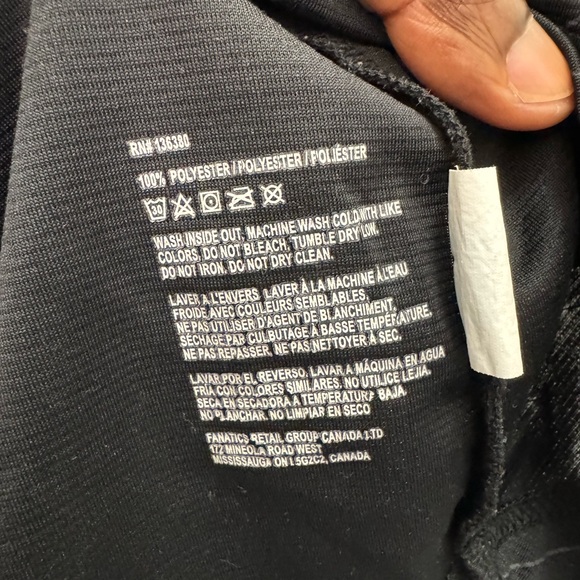 RN# 136380
100% POLYESTER / POLYESTER / POLIÉSTER
30
WASH INSIDE OUT, MACHINE WASH COLD WITH LIKE
COLORS, DO NOT BLEACH, TUMBLE DRY LOW.
DO NOT IRON, DO NOT DRY CLEAN.
LAVER À L'ENVERS, LAVER À LA MACHINE À L'EAU
FROIDE AVEC COULEURS SEMBLABLES,
NE PAS UTILISER D'AGENT DE BLANCHIMENT,
SÉCHAGE PAR CULBUTAGE À BASSE TEMPÉRATURE,
NE PAS REPASSER, NE PAS NETTOYER À SEC.
LAVAR POR EL REVERSO. LAVAR A MÁQUINA EN AGUA
FRÍA CON COLORES SIMILARES. NO UTILICE LEJIA.
SECA EN SECADORA A TEMPERATURA BAJA.
NO PLANCHAR. NO LIMPIAR EN SECO
FANATICS RETAIL GROUP CANADA LTD
172 MINEOLA ROAD WEST
MISSISSAUGA ON L5G2C2, CANADA